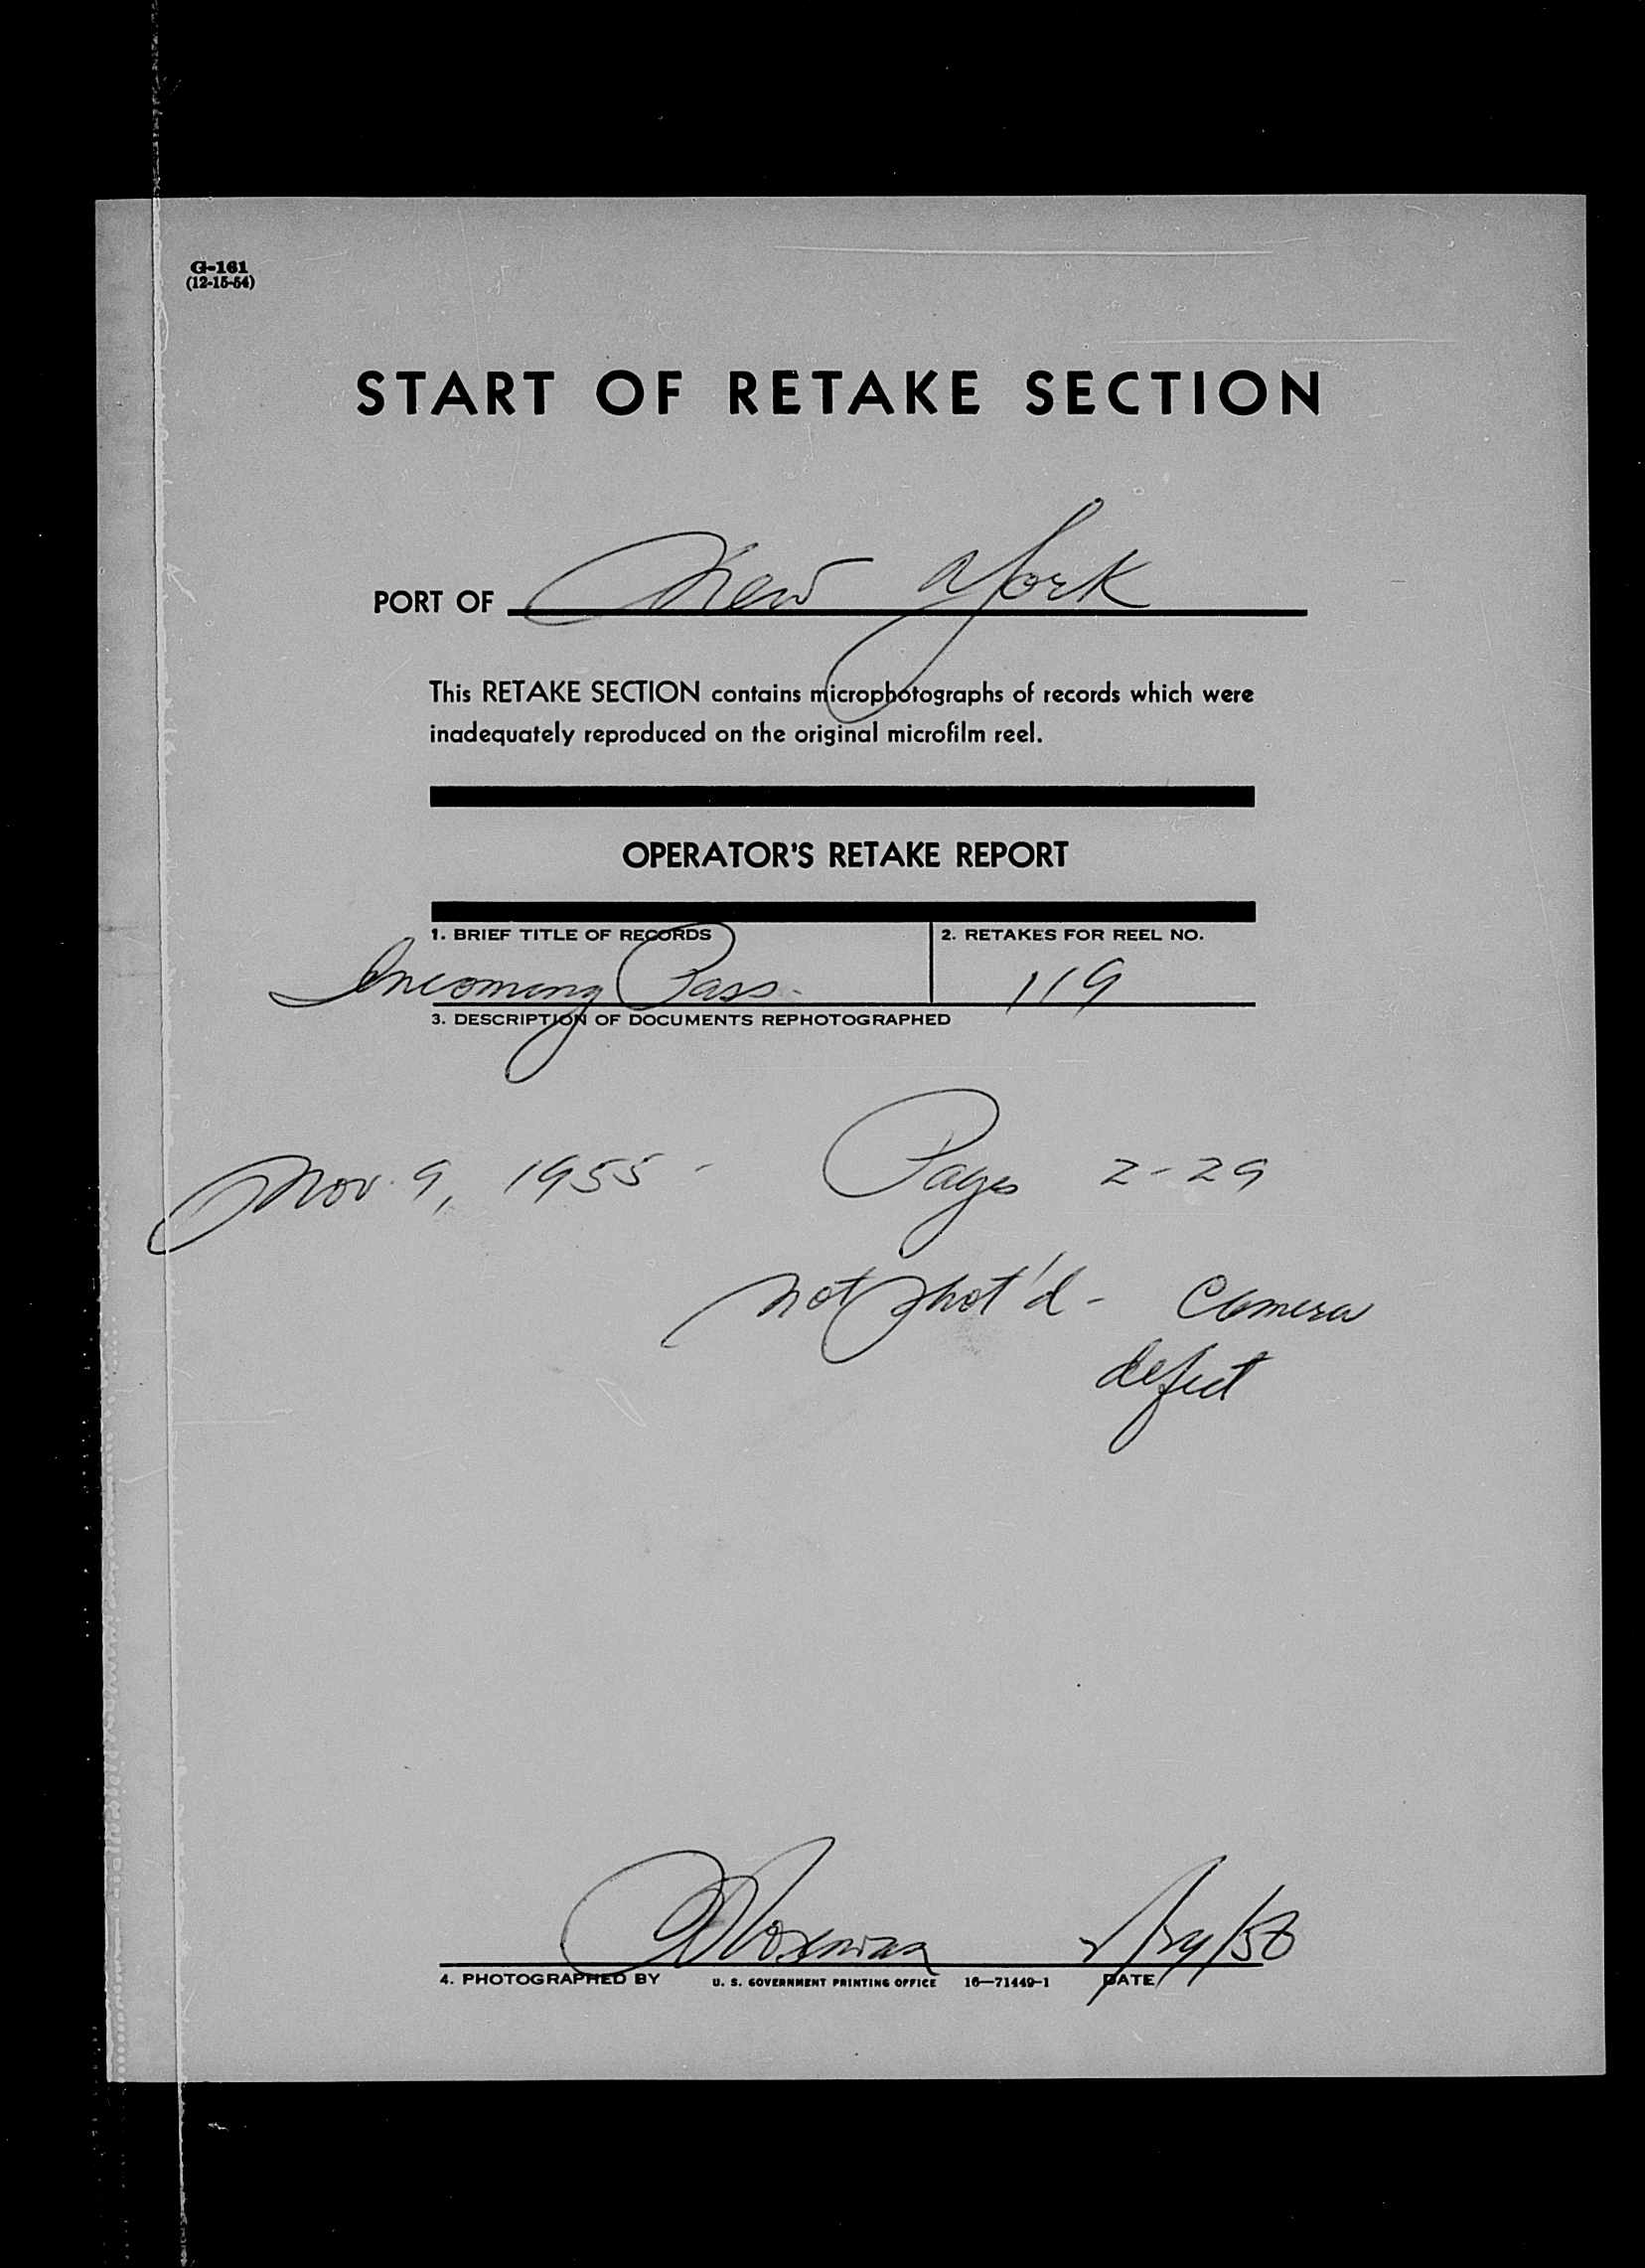 G-161
(12-15-54)
START OF RETAKE SECTION
PORT OF New York
This RETAKE SECTION contains microphotographs of records which were
inadequately reproduced on the original microfilm reel.
OPERATOR'S RETAKE REPORT
1. BRIEF TITLE OF RECORDS
Incoming Pass.
2. RETAKES FOR REEL NO.
119
3. DESCRIPTION OF DOCUMENTS REPHOTOGRAPHED
Nov. 9, 1955 - Pages 2-29
not phot'd - Camera
defect
4. PHOTOGRAPHED BY
U. S. GOVERNMENT PRINTING OFFICE 16—71449-1
DATE